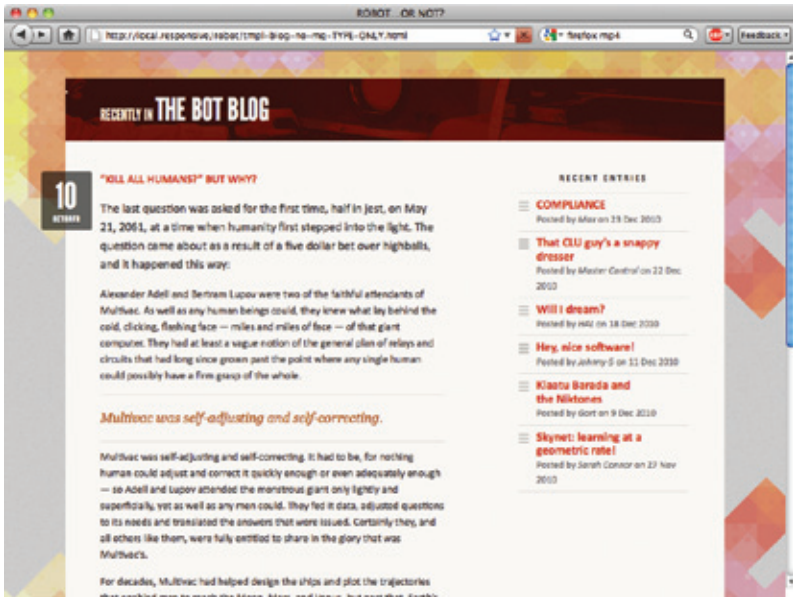 ROBOT...OR NOT?
http://local.responsive/robot/tmpl-blog-no-mq-TYPE-ONLY.html
firefox mp4
Feedback
RECENTLY IN THE BOT BLOG
10
OCTOBER
"KILL ALL HUMANS?" BUT WHY?
The last question was asked for the first time, half in jest, on May
21, 2061, at a time when humanity first stepped into the light. The
question came about as a result of a five dollar bet over highballs,
and it happened this way:
Alexander Adell and Bertram Lupov were two of the faithful attendants of
Multivac. As well as any human beings could, they knew what lay behind the
cold, clicking, flashing face — miles and miles of face — of that giant
computer. They had at least a vague notion of the general plan of relays and
circuits that had long since grown past the point where any single human
could possibly have a firm grasp of the whole.
Multivac was self-adjusting and self-correcting.
Multivac was self-adjusting and self-correcting. It had to be, for nothing
human could adjust and correct it quickly enough or even adequately enough
— so Adell and Lupov attended the monstrous giant only lightly and
superficially, yet as well as any men could. They fed it data, adjusted questions
to its needs and translated the answers that were issued. Certainly they, and
all others like them, were fully entitled to share in the glory that was
Multivac's.
For decades, Multivac had helped design the ships and plot the trajectories
that enabled man to reach the Moon, Mars, and Venus, but past that, Earth's
RECENT ENTRIES
COMPLIANCE
Posted by Max on 23 Dec 2010
That CLU guy's a snappy
dresser
Posted by Master Control on 22 Dec
2010
Will I dream?
Posted by HAL on 18 Dec 2010
Hey, nice software!
Posted by Johnny-5 on 11 Dec 2010
Klaatu Barada and
the Niktones
Posted by Gort on 9 Dec 2010
Skynet: learning at a
geometric rate!
Posted by Sarah Connor on 27 Nov
2010